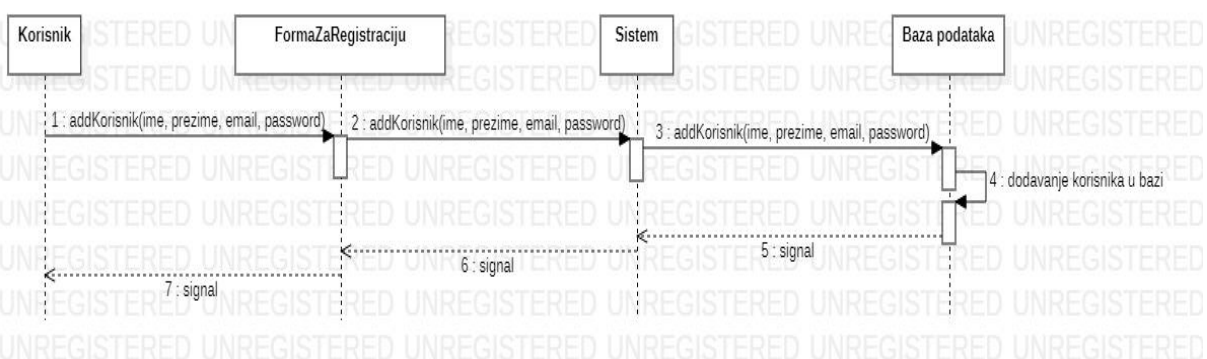 Korisnik
FormaZaRegistraciju
Sistem
Baza podataka
1 : addKorisnik(ime, prezime, email, password)
2 : addKorisnik(ime, prezime, email, password)
3 : addKorisnik(ime, prezime, email, password)
4 : dodavanje korisnika u bazi
5 : signal
6 : signal
7 : signal
UNREGISTERED